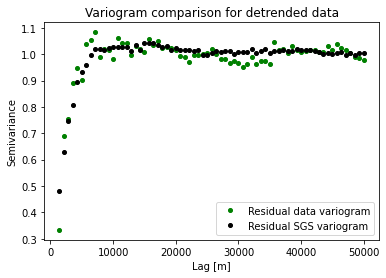 Variogram comparison for detrended data
Semivariance
1.1
1.0
0.9
0.8
0.7
0.6
0.5
0.4
0.3
Residual data variogram
Residual SGS variogram
0 10000 20000 30000 40000 50000
Lag [m]